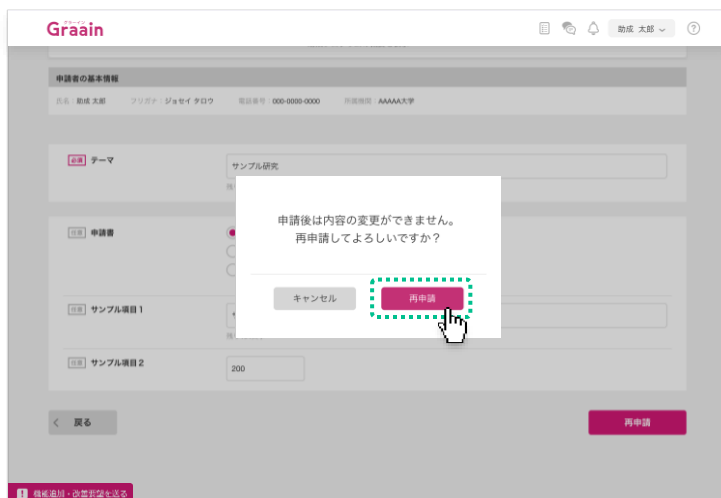 グラーイン
Graain
助成 太郎
?
申請者の基本情報
氏名：助成 太郎 フリガナ：ジョセイ タロウ 電話番号：000-0000-0000 所属機関：AAAAA大学
必須 テーマ
サンプル研究
申請後は内容の変更ができません。
再申請してよろしいですか？
任意 申請書
キャンセル 再申請
任意 サンプル項目1
任意 サンプル項目2
200
戻る
再申請
機能追加・改善要望を送る